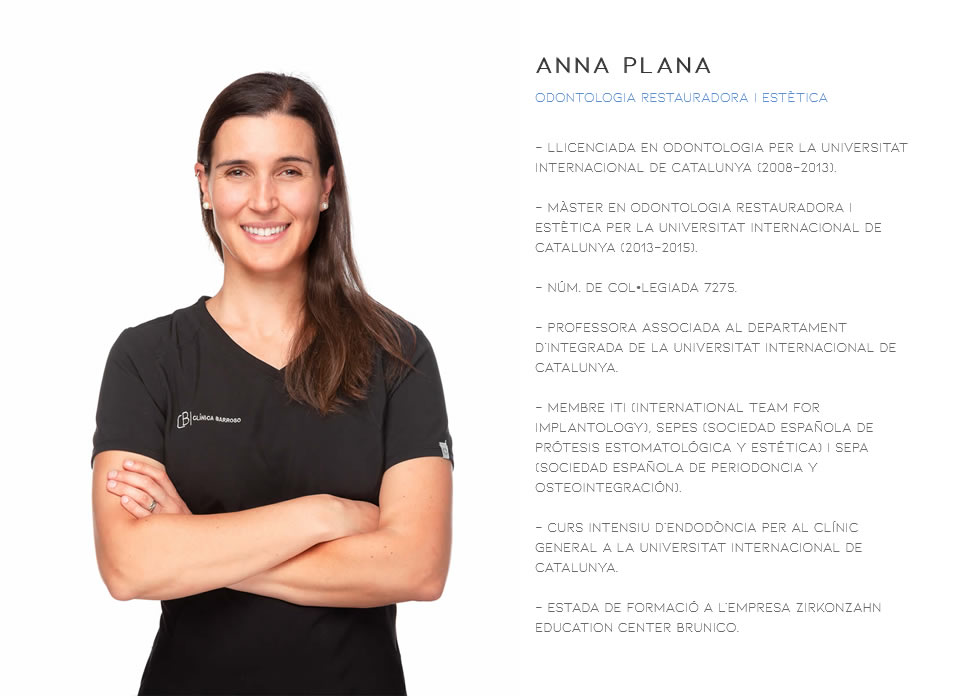 ANNA PLANA
ODONTOLOGIA RESTAURADORA I ESTÈTICA
- LLICENCIADA EN ODONTOLOGIA PER LA UNIVERSITAT
INTERNACIONAL DE CATALUNYA (2008-2013).
- MÀSTER EN ODONTOLOGIA RESTAURADORA I
ESTÈTICA PER LA UNIVERSITAT INTERNACIONAL DE
CATALUNYA (2013-2015).
- NÚM. DE COL•LEGIADA 7275.
- PROFESSORA ASSOCIADA AL DEPARTAMENT
D'INTEGRADA DE LA UNIVERSITAT INTERNACIONAL DE
CATALUNYA.
- MEMBRE ITI (INTERNATIONAL TEAM FOR
IMPLANTOLOGY), SEPES (SOCIEDAD ESPAÑOLA DE
PRÓTESIS ESTOMATOLÓGICA Y ESTÉTICA) I SEPA
(SOCIEDAD ESPAÑOLA DE PERIODONCIA Y
OSTEOINTEGRACIÓN).
- CURS INTENSIU D'ENDODÒNCIA PER AL CLÍNIC
GENERAL A LA UNIVERSITAT INTERNACIONAL DE
CATALUNYA.
- ESTADA DE FORMACIÓ A L'EMPRESA ZIRKONZAHN
EDUCATION CENTER BRUNICO.
CB CLÍNICA BARROSO